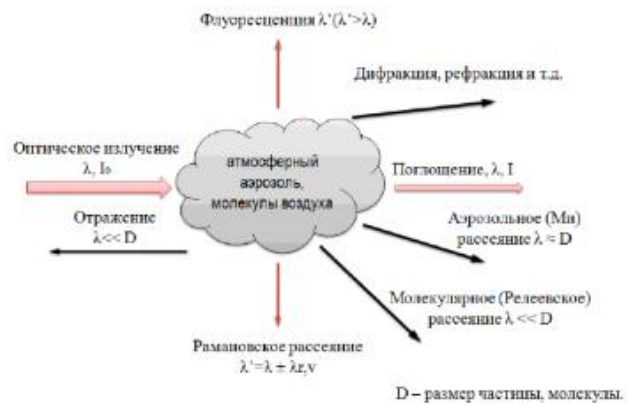 Флуоресценция λ'(λ'>λ)
Дифракция, рефракция и т.д.
Оптическое излучение
λ, I₀
атмосферный
аэрозоль,
молекулы воздуха
Поглощение, λ, I
Отражение
λ<< D
Аэрозольное (Ми)
рассеяние λ ≈ D
Молекулярное (Релеевское)
рассеяние λ << D
Рамановское рассеяние
λ'=λ ± λr,v
D – размер частицы, молекулы.